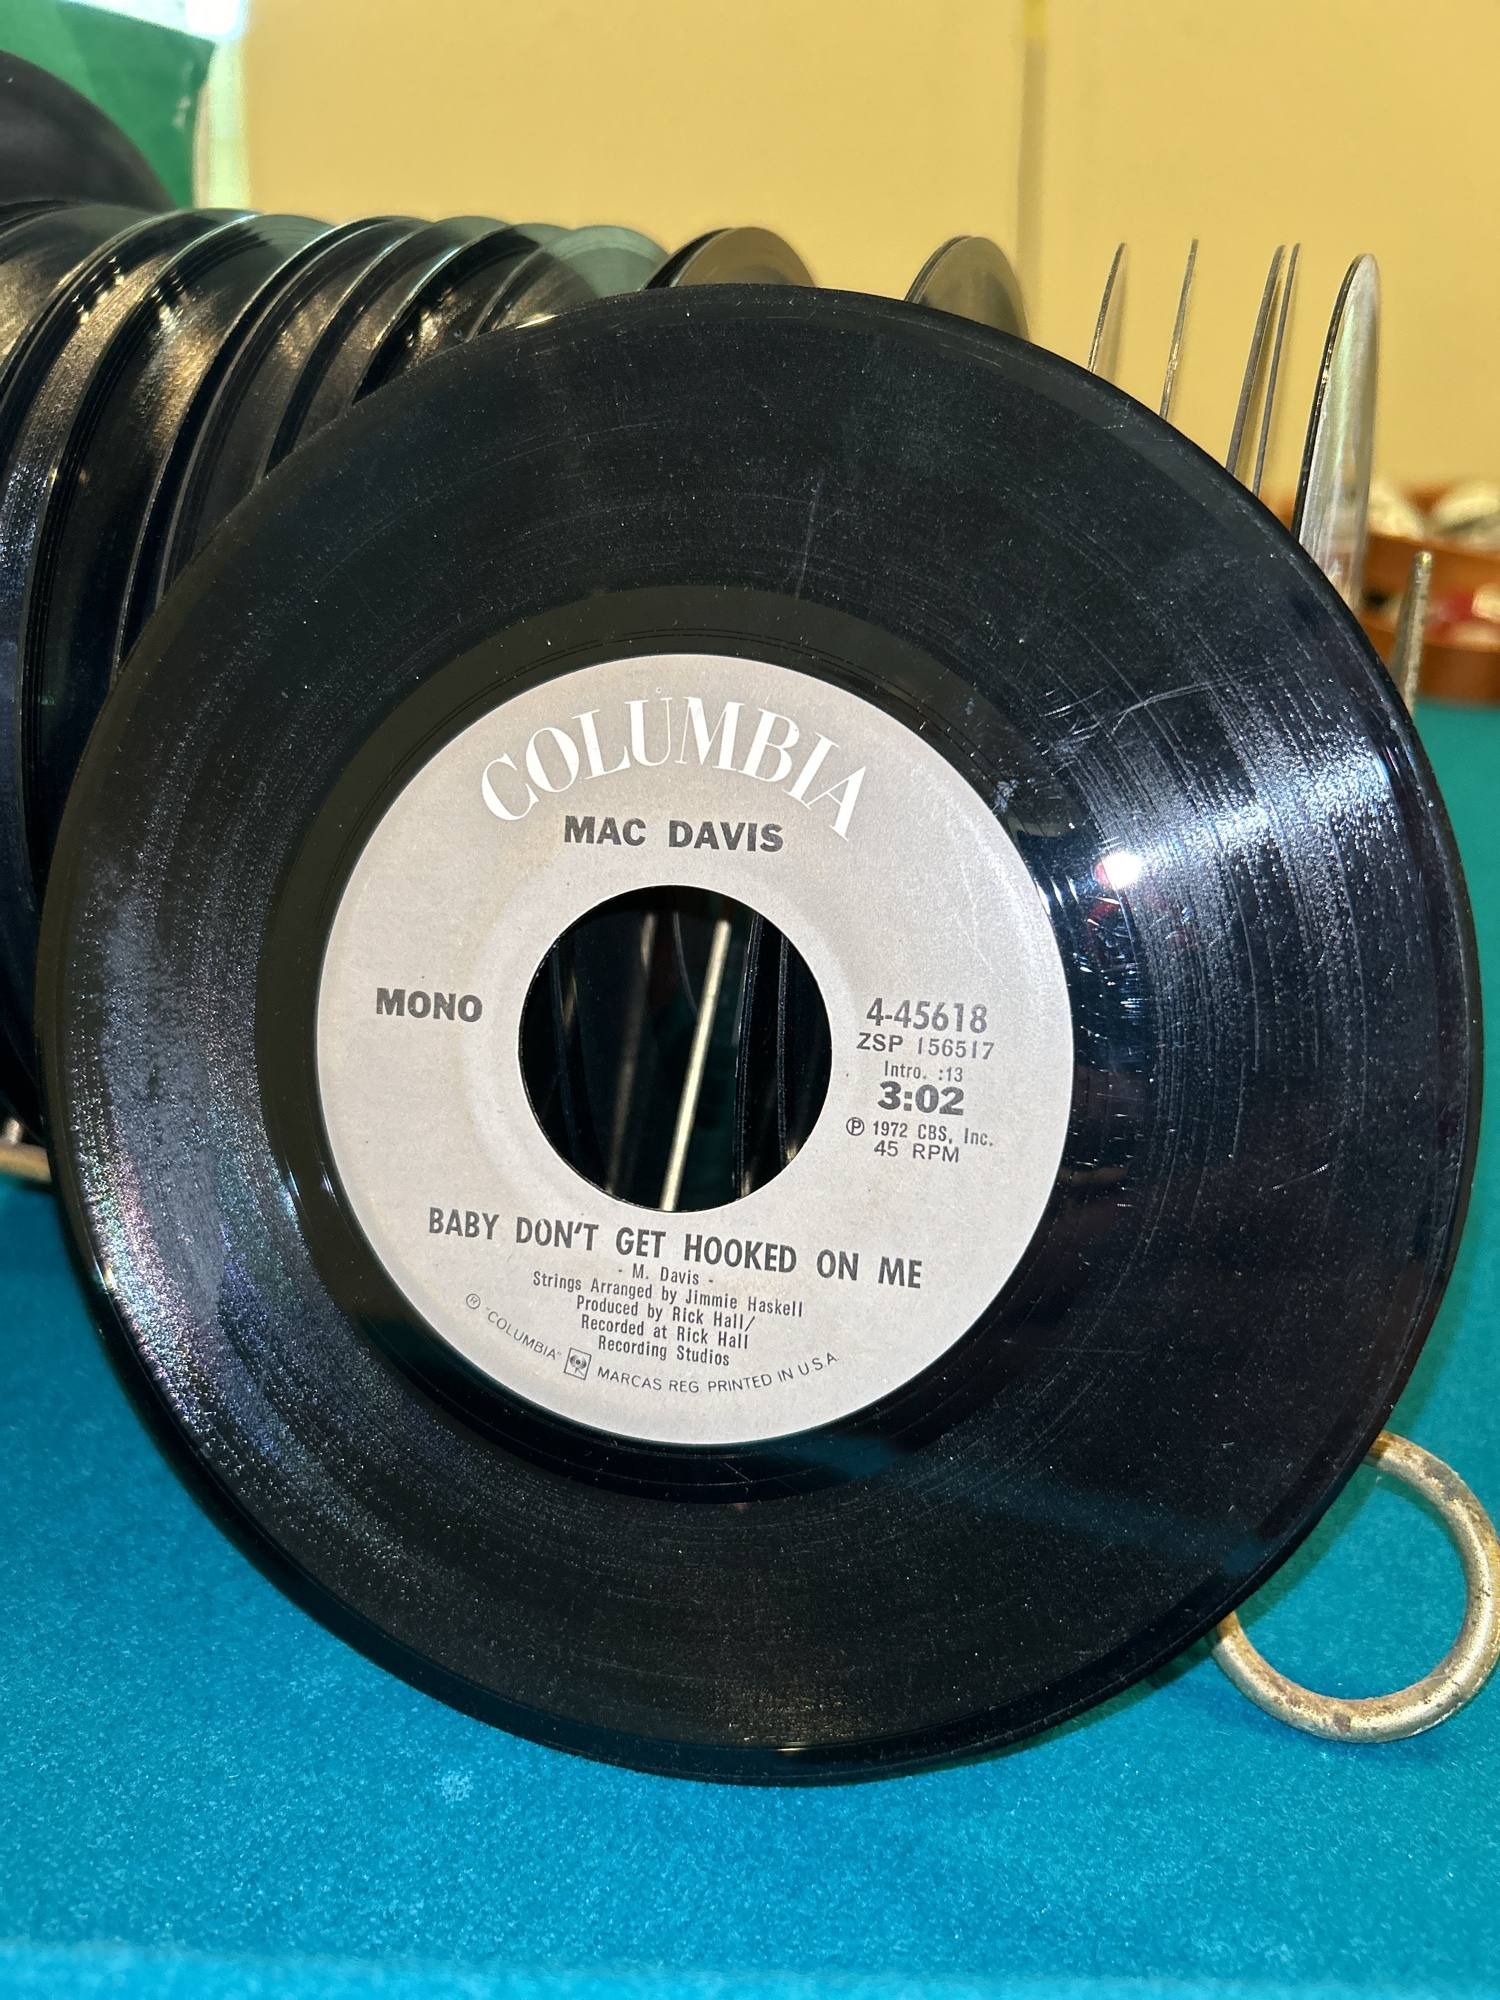 COLUMBIA
MAC DAVIS
MONO
4-45618
ZSP 156517
Intro. :13
3:02
Ⓟ 1972 CBS, Inc.
45 RPM
BABY DON'T GET HOOKED ON ME
- M. Davis -
Strings Arranged by Jimmie Haskell
Produced by Rick Hall/
Recorded at Rick Hall
Recording Studios
® "COLUMBIA" MARCAS REG. PRINTED IN U.S.A.